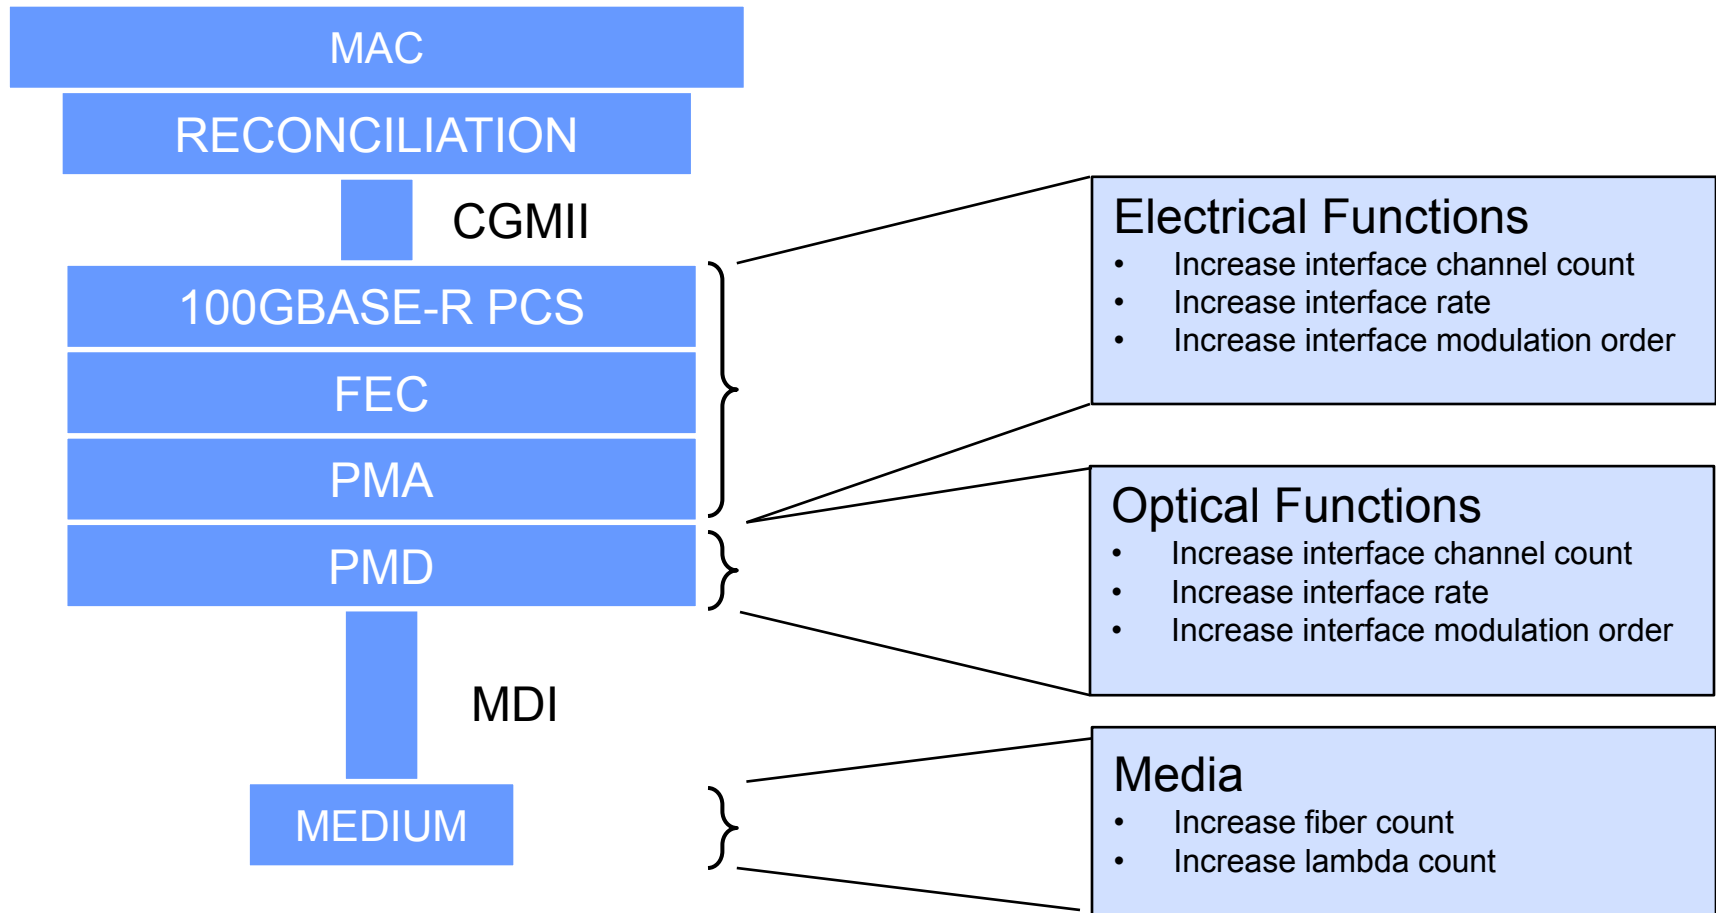 MAC
RECONCILIATION
CGMII
100GBASE-R PCS
FEC
PMA
PMD
MDI
MEDIUM
Electrical Functions
• Increase interface channel count
• Increase interface rate
• Increase interface modulation order
Optical Functions
• Increase interface channel count
• Increase interface rate
• Increase interface modulation order
Media
• Increase fiber count
• Increase lambda count